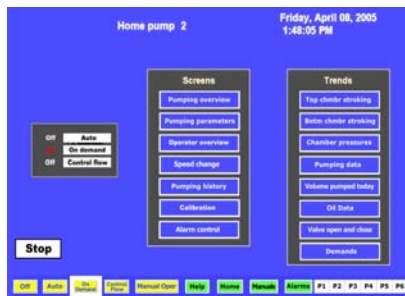 Home pump 2
Friday, April 08, 2005
1:48:05 PM
Screens
Pumping overview
Pumping parameters
Operator overview
Speed change
Pumping history
Calibration
Alarm control
Trends
Top chmbr stroking
Botm chmbr stroking
Chamber pressures
Pumping data
Volume pumped today
Oil Data
Valve open and close
Demands
Off Auto
On demand
Off Control flow
Stop
Off Auto On Demand Control Flow Manual Oper Help Home Manuals Alarms P1 P2 P3 P4 P5 P6